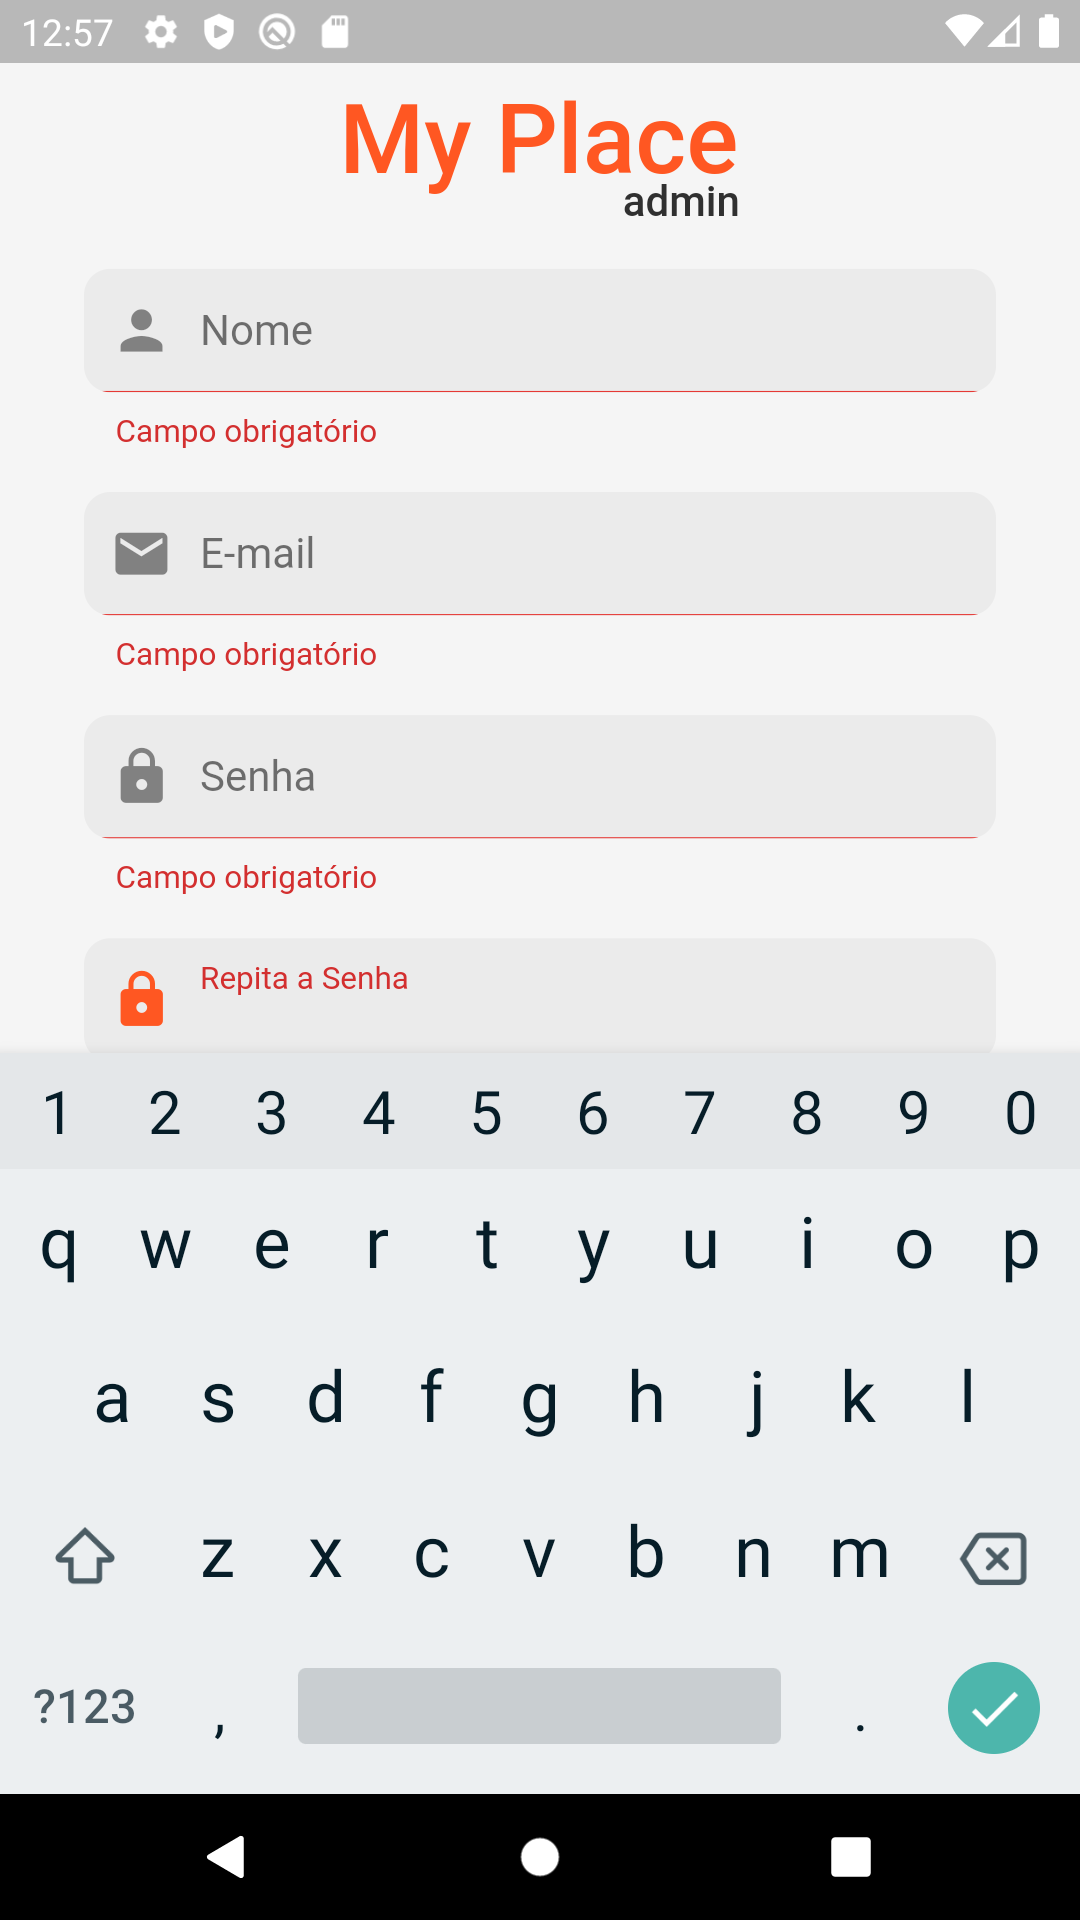 12:57
My Place
admin
Nome
Campo obrigatório
E-mail
Campo obrigatório
Senha
Campo obrigatório
Repita a Senha
1 2 3 4 5 6 7 8 9 0
q w e r t y u i o p
a s d f g h j k l
z x c v b n m
?123 , .